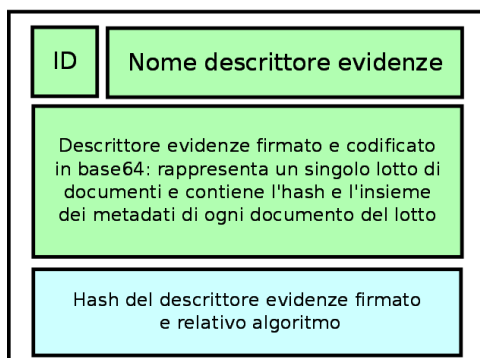 ID
Nome descrittore evidenze
Descrittore evidenze firmato e codificato
in base64: rappresenta un singolo lotto di
documenti e contiene l'hash e l'insieme
dei metadati di ogni documento del lotto
Hash del descrittore evidenze firmato
e relativo algoritmo